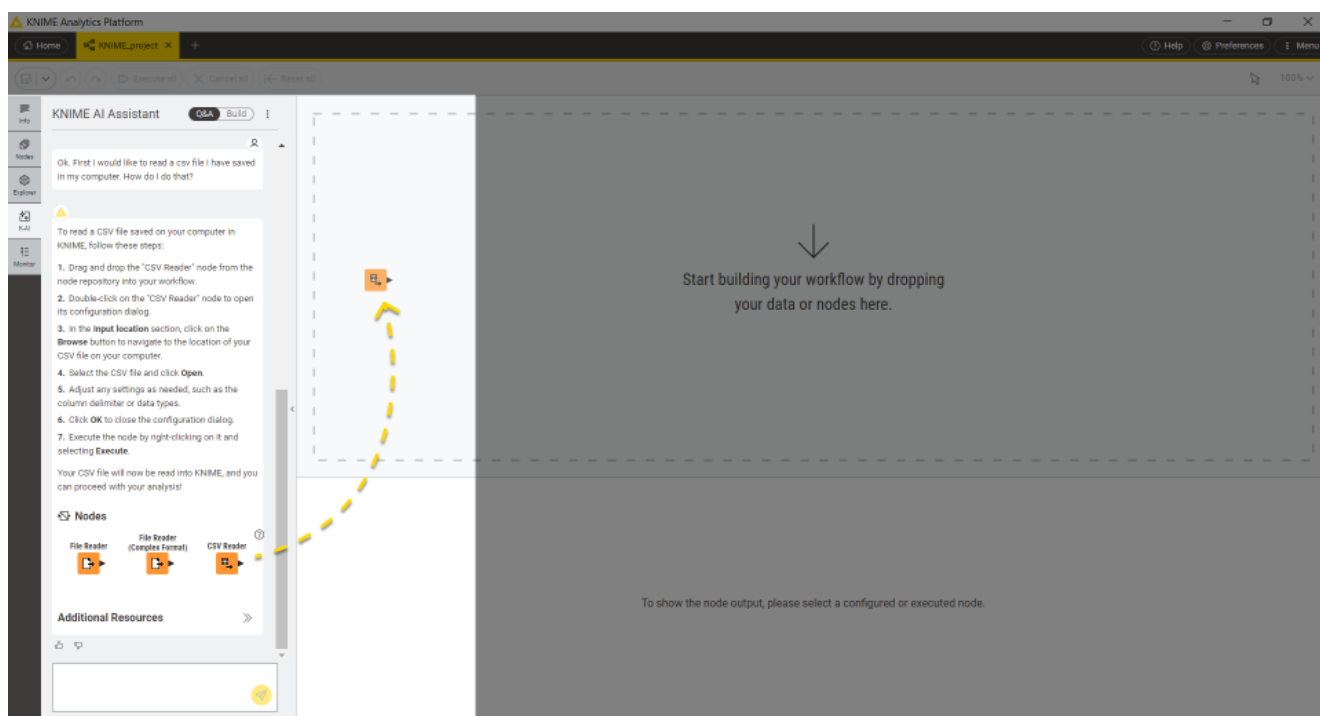 KNIME Analytics Platform
Home
KNIME_project
Help
Preferences
Menu
Execute all
Cancel all
Reset all
100%
Info
Nodes
Explorer
K-AI
Monitor
KNIME AI Assistant
Q&A
Build
Ok. First I would like to read a csv file I have saved
in my computer. How do I do that?
To read a CSV file saved on your computer in
KNIME, follow these steps:
1. Drag and drop the "CSV Reader" node from the
node repository into your workflow.
2. Double-click on the "CSV Reader" node to open
its configuration dialog.
3. In the Input location section, click on the
Browse button to navigate to the location of your
CSV file on your computer.
4. Select the CSV file and click Open.
5. Adjust any settings as needed, such as the
column delimiter or data types.
6. Click OK to close the configuration dialog.
7. Execute the node by right-clicking on it and
selecting Execute.
Your CSV file will now be read into KNIME, and you
can proceed with your analysis!
Nodes
File Reader
File Reader
(Complex Format)
CSV Reader
Additional Resources
Start building your workflow by dropping
your data or nodes here.
To show the node output, please select a configured or executed node.